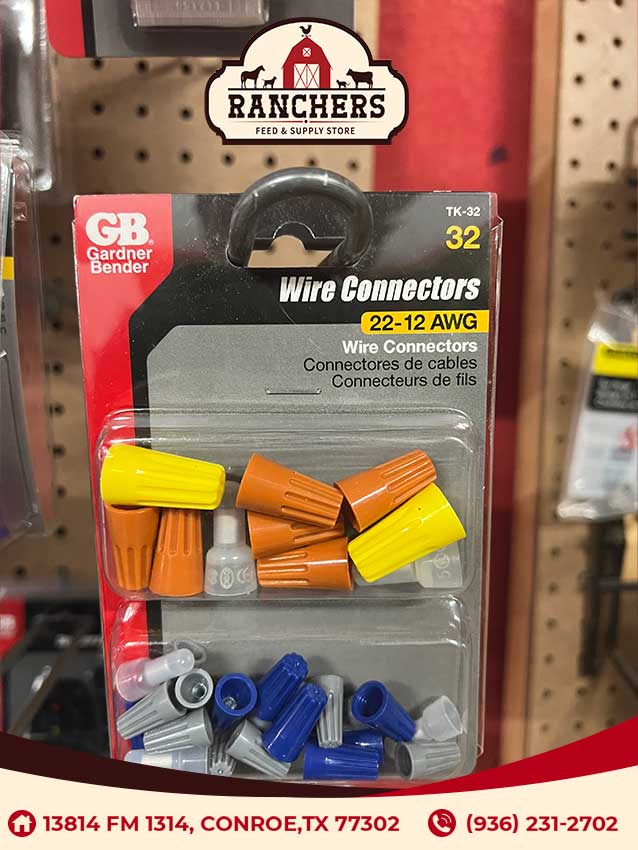 RANCHERS
FEED & SUPPLY STORE
TK-32
32
GB
Gardner
Bender
Wire Connectors
22-12 AWG
Wire Connectors
Connectores de cables
Connecteurs de fils
GB
13814 FM 1314, CONROE,TX 77302
(936) 231-2702